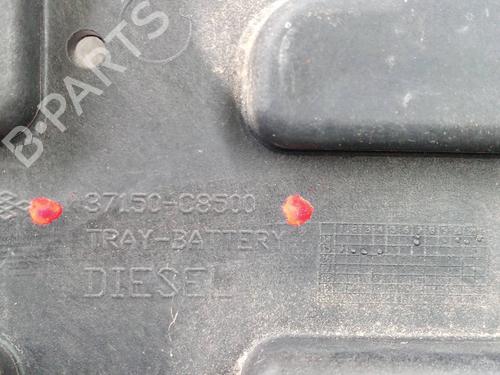 B-PARTS
37150-C8500
TRAY-BATTERY
DIESEL